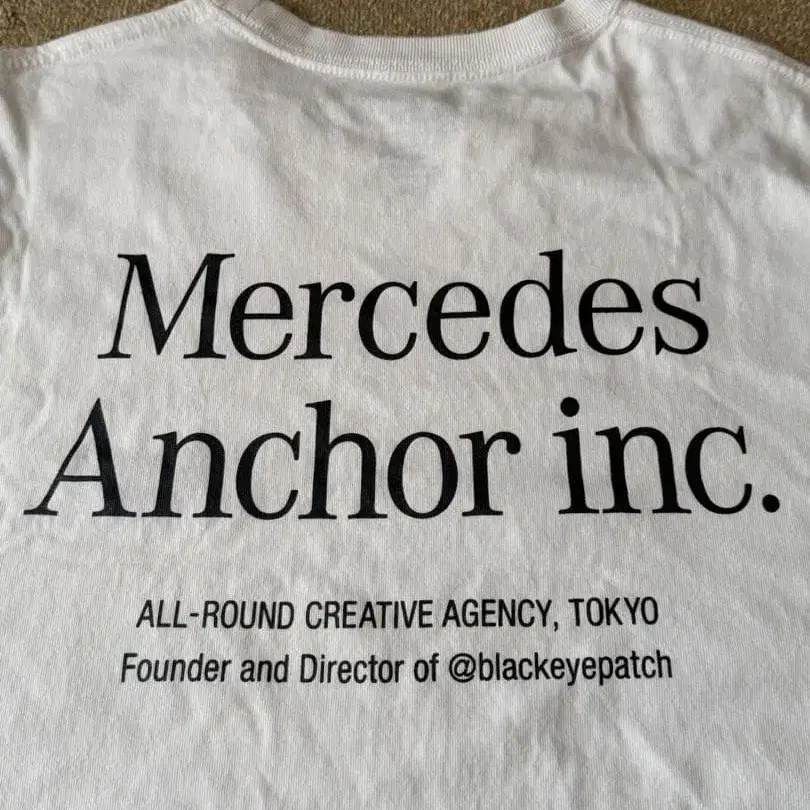 Mercedes
Anchor inc.
ALL-ROUND CREATIVE AGENCY, TOKYO
Founder and Director of @blackeyepatch